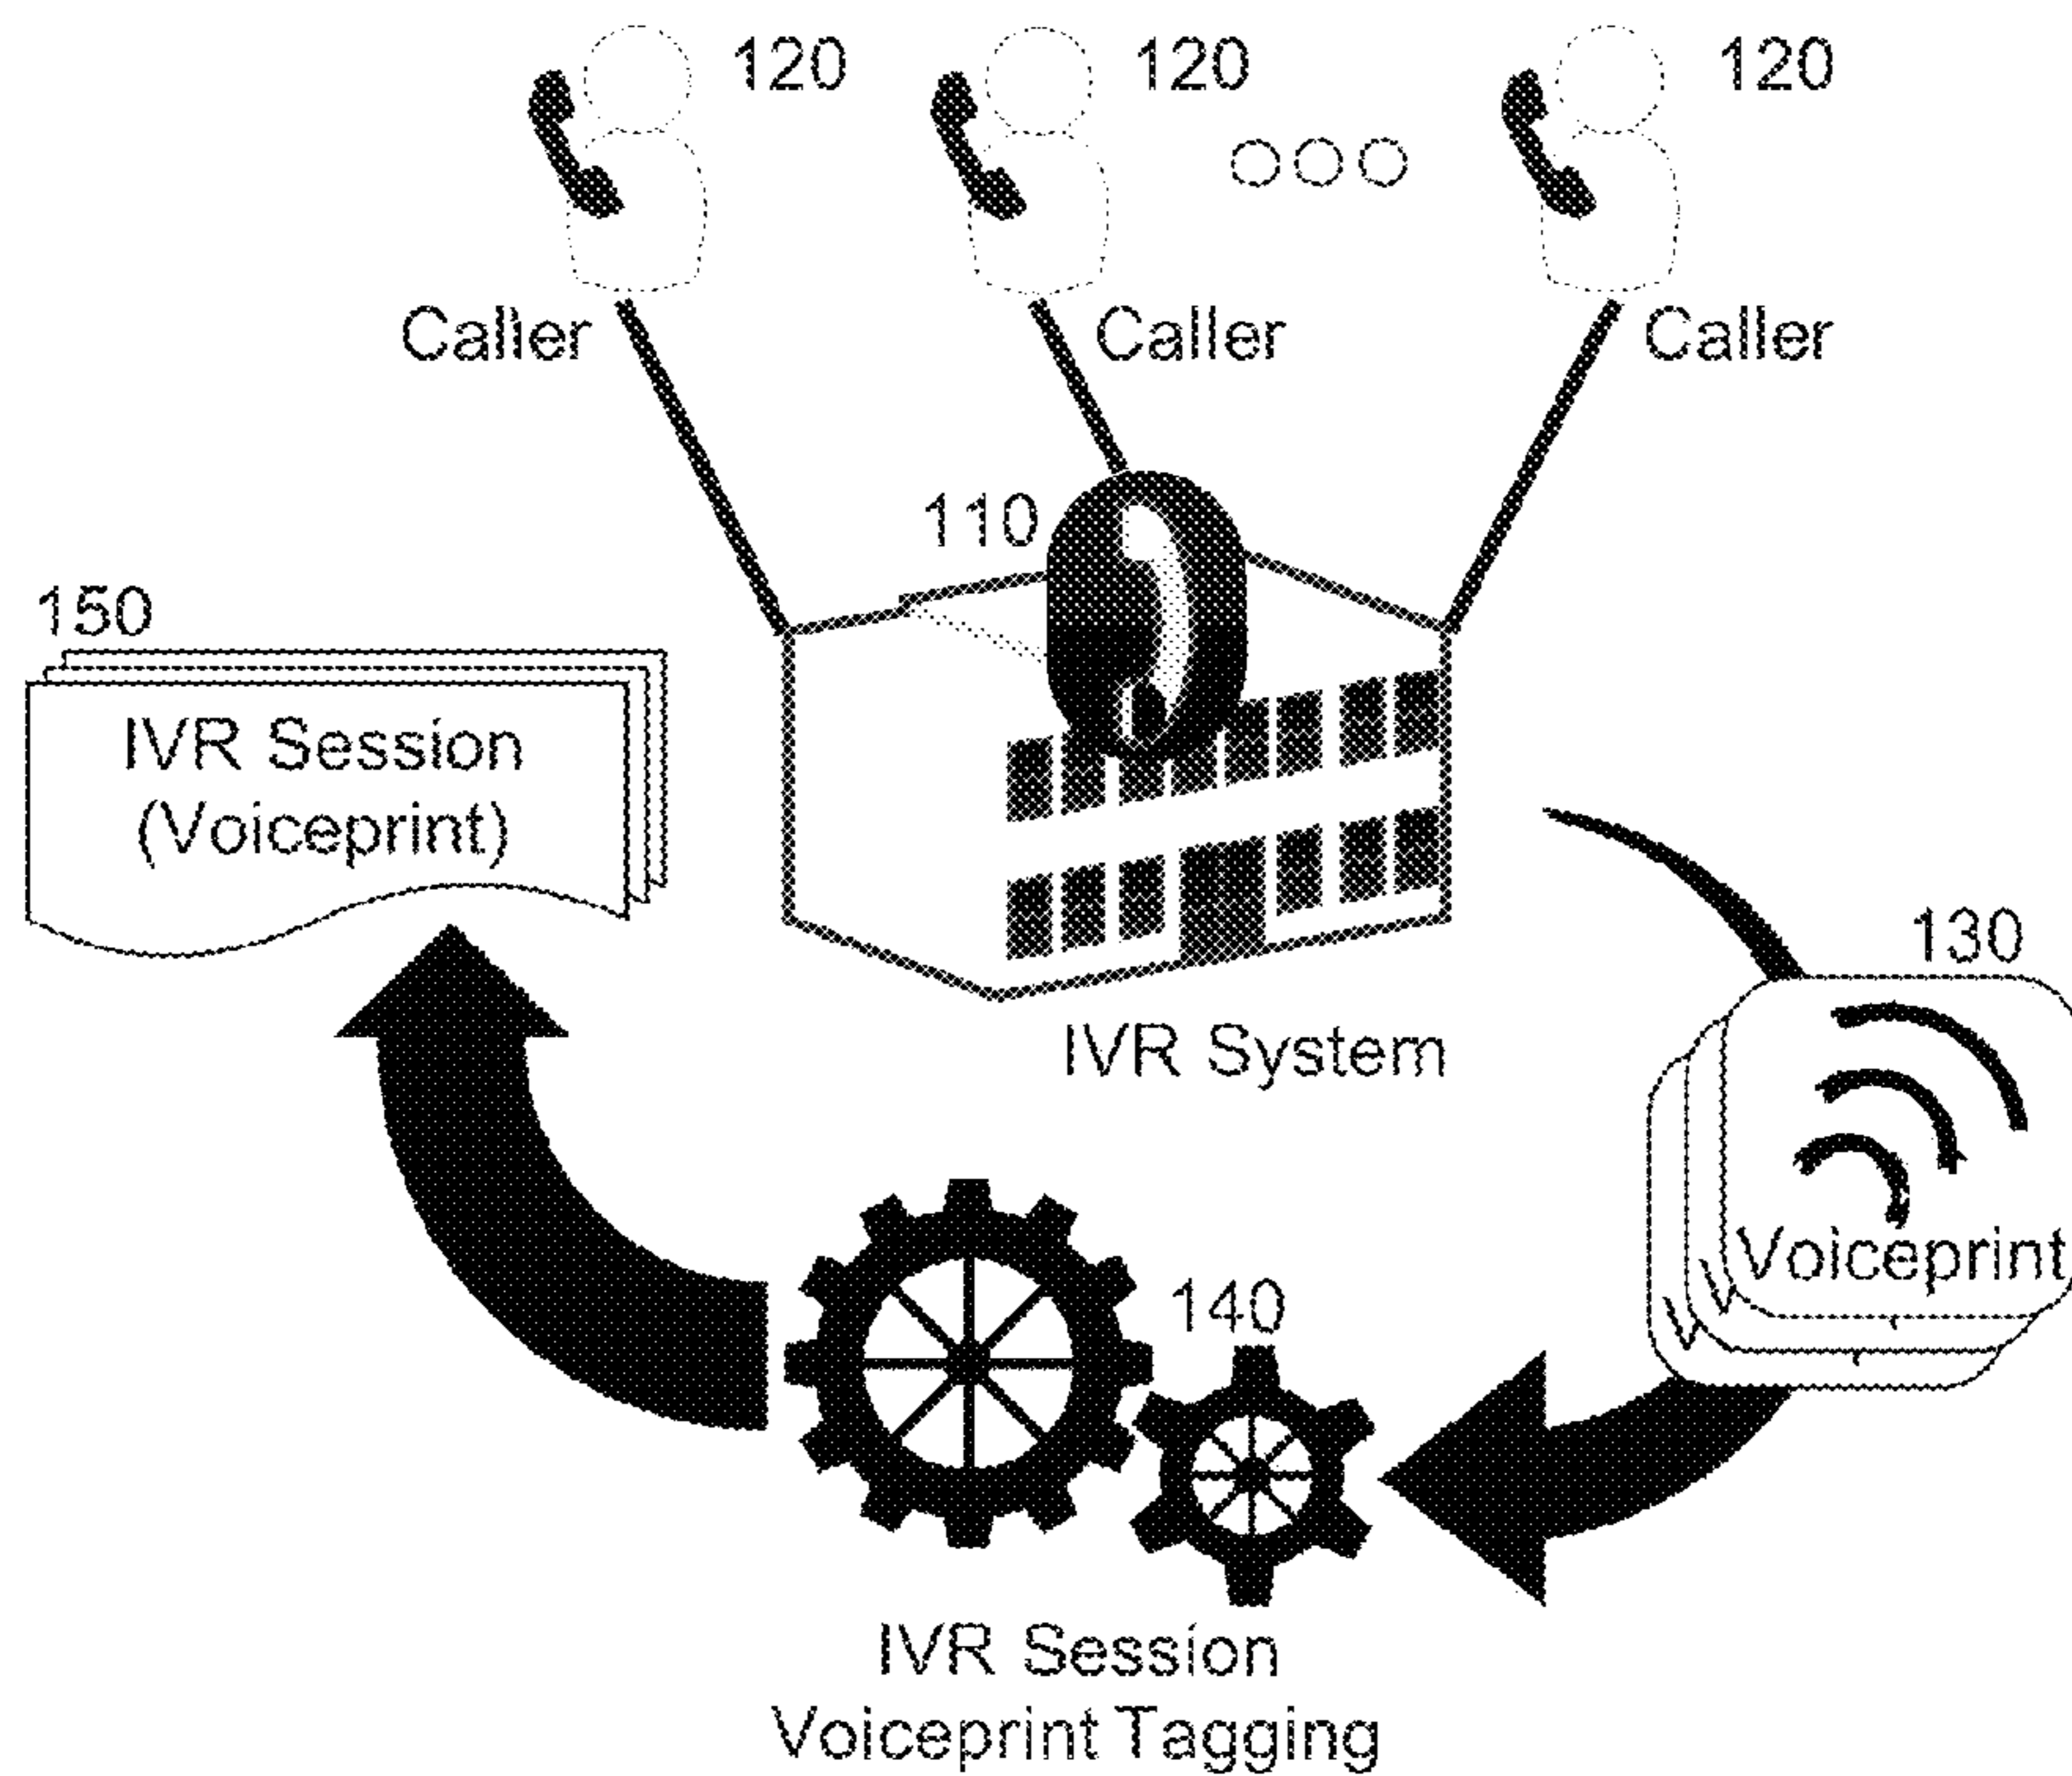 120
120
120
Caller
Caller
Caller
110
150
IVR Session
(Voiceprint)
130
IVR System
Voiceprint
V
V
140
IVR Session
Voiceprint Tagging